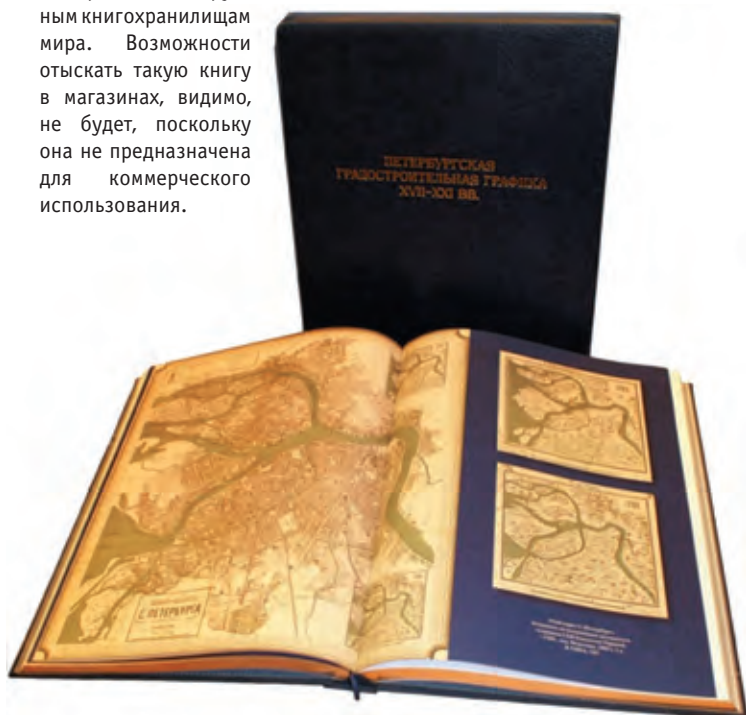 ным книгохранилищам
мира. Возможности
отыскать такую книгу
в магазинах, видимо,
не будет, поскольку
она не предназначена
для коммерческого
использования.
ПЕТЕРБУРГСКАЯ
ГРАДОСТРОИТЕЛЬНАЯ ГРАФИКА
XVII-XXI ВВ.
С. ПЕТЕРБУРГА